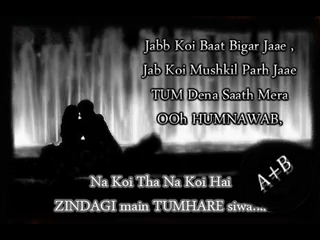 Jabb Koi Baat Bigar Jaae ,
Jab Koi Mushkil Parh Jaae
TUM Dena Saath Mera
OOh HUMNAWAB,
A+B
Na Koi Tha Na Koi Hai
ZINDAGI main TUMHARE siwa....